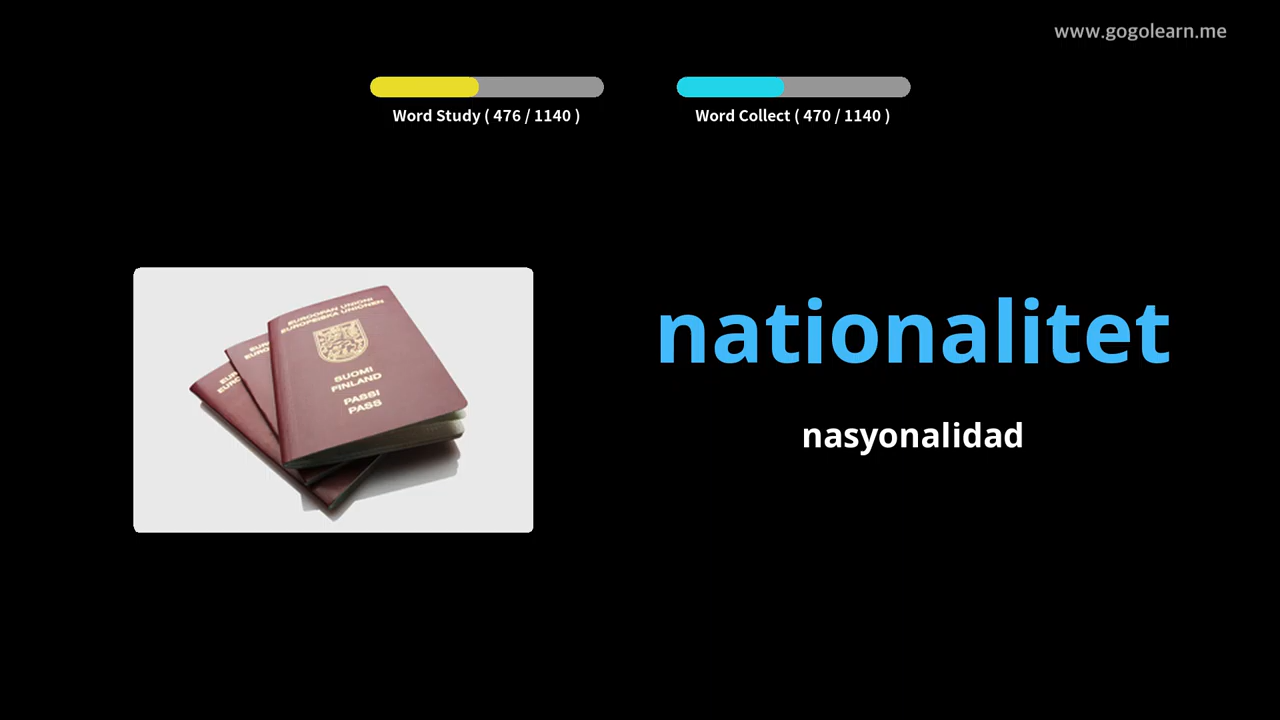 www.gogolearn.me
Word Study ( 476 / 1140 )
Word Collect ( 470 / 1140 )
EUROOPAN UNIONI
EUROPEISKA UNIONEN
SUOMI
FINLAND
PASSI
PASS
nationalitet
nasyonalidad